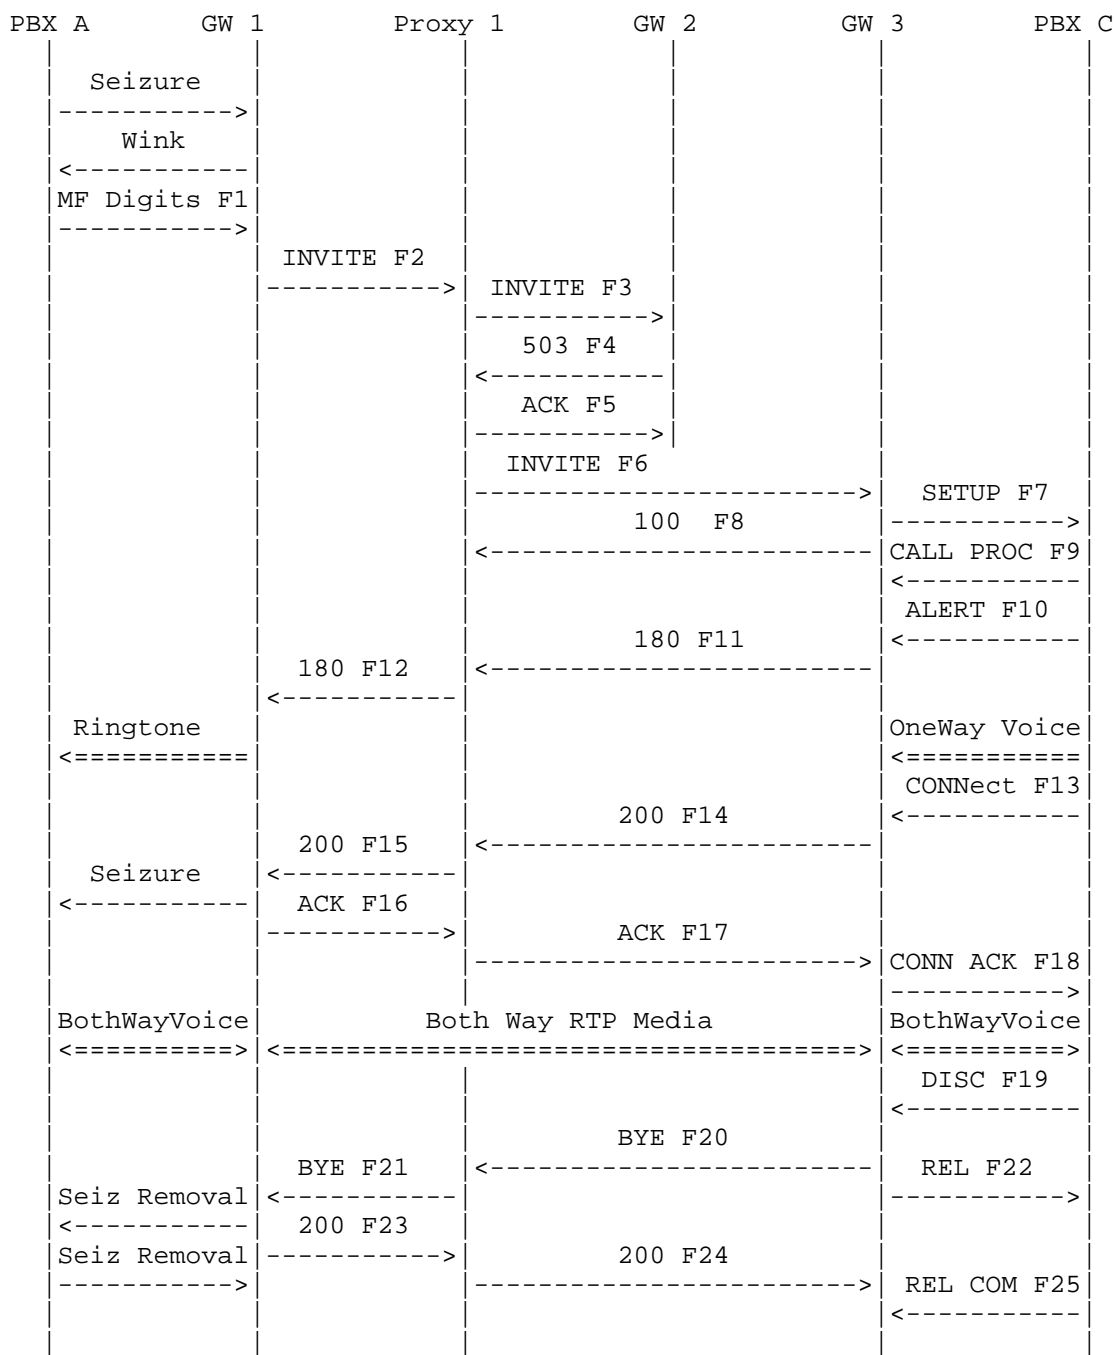 PBX A GW 1 Proxy 1 GW 2 GW 3 PBX C
Seizure
Wink
MF Digits F1
INVITE F2
INVITE F3
503 F4
ACK F5
INVITE F6
SETUP F7
100 F8
CALL PROC F9
ALERT F10
180 F11
180 F12
Ringtone OneWay Voice
CONNect F13
200 F14
200 F15
Seizure
ACK F16
ACK F17
CONN ACK F18
BothWayVoice Both Way RTP Media BothWayVoice
DISC F19
BYE F20
BYE F21 REL F22
Seiz Removal
200 F23
Seiz Removal 200 F24
REL COM F25